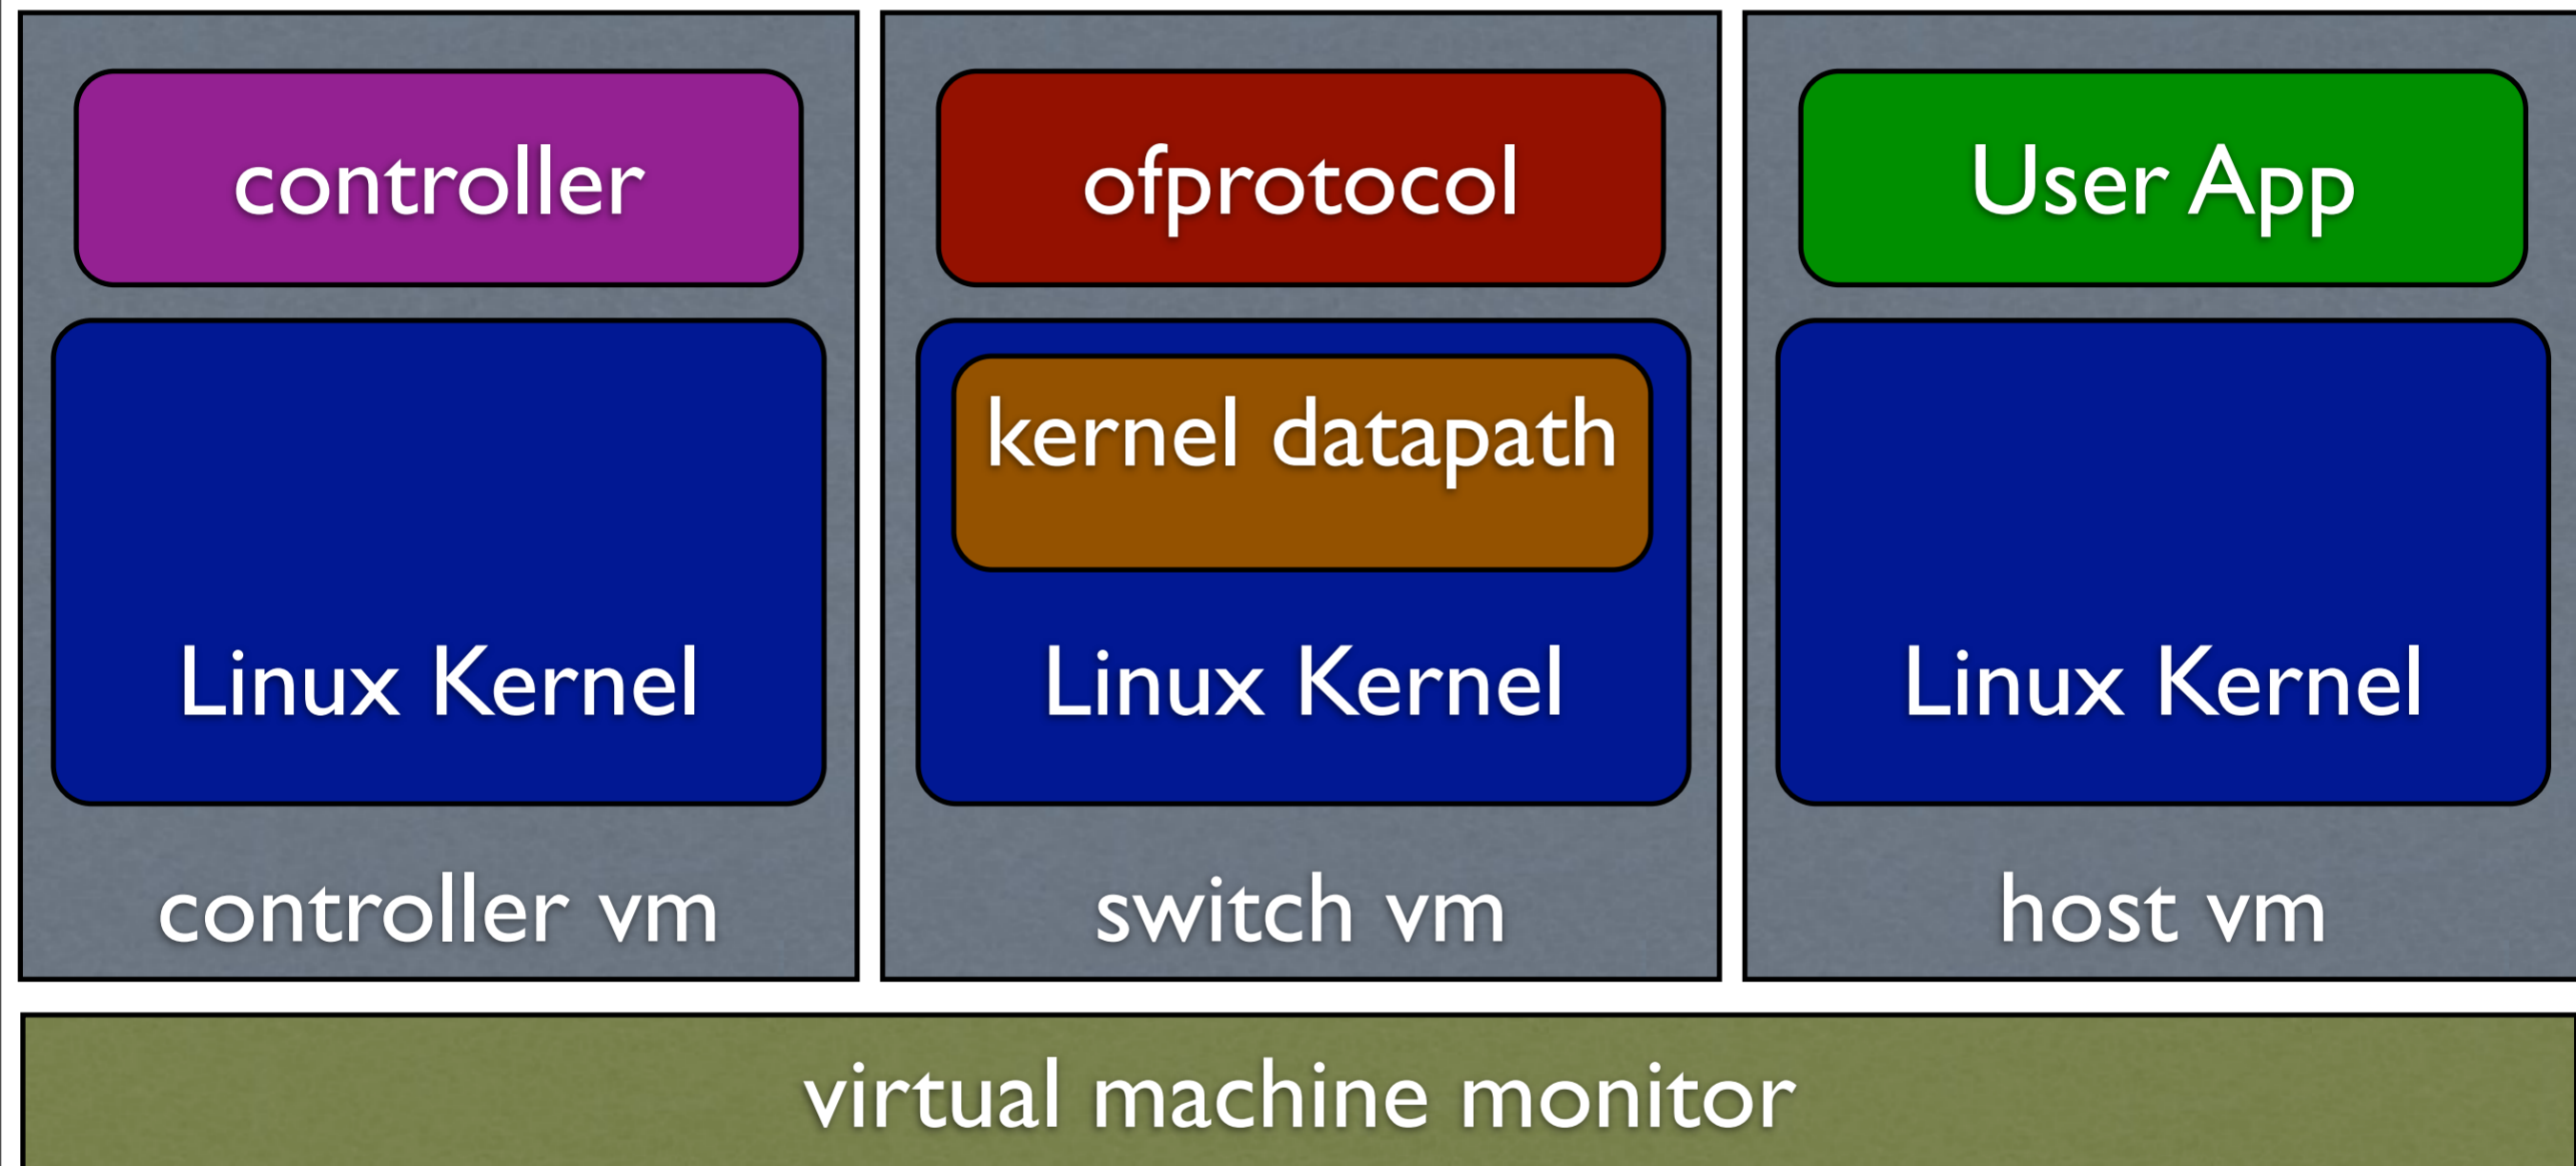 controller
Linux Kernel
controller vm
ofprotocol
kernel datapath
Linux Kernel
switch vm
User App
Linux Kernel
host vm
virtual machine monitor